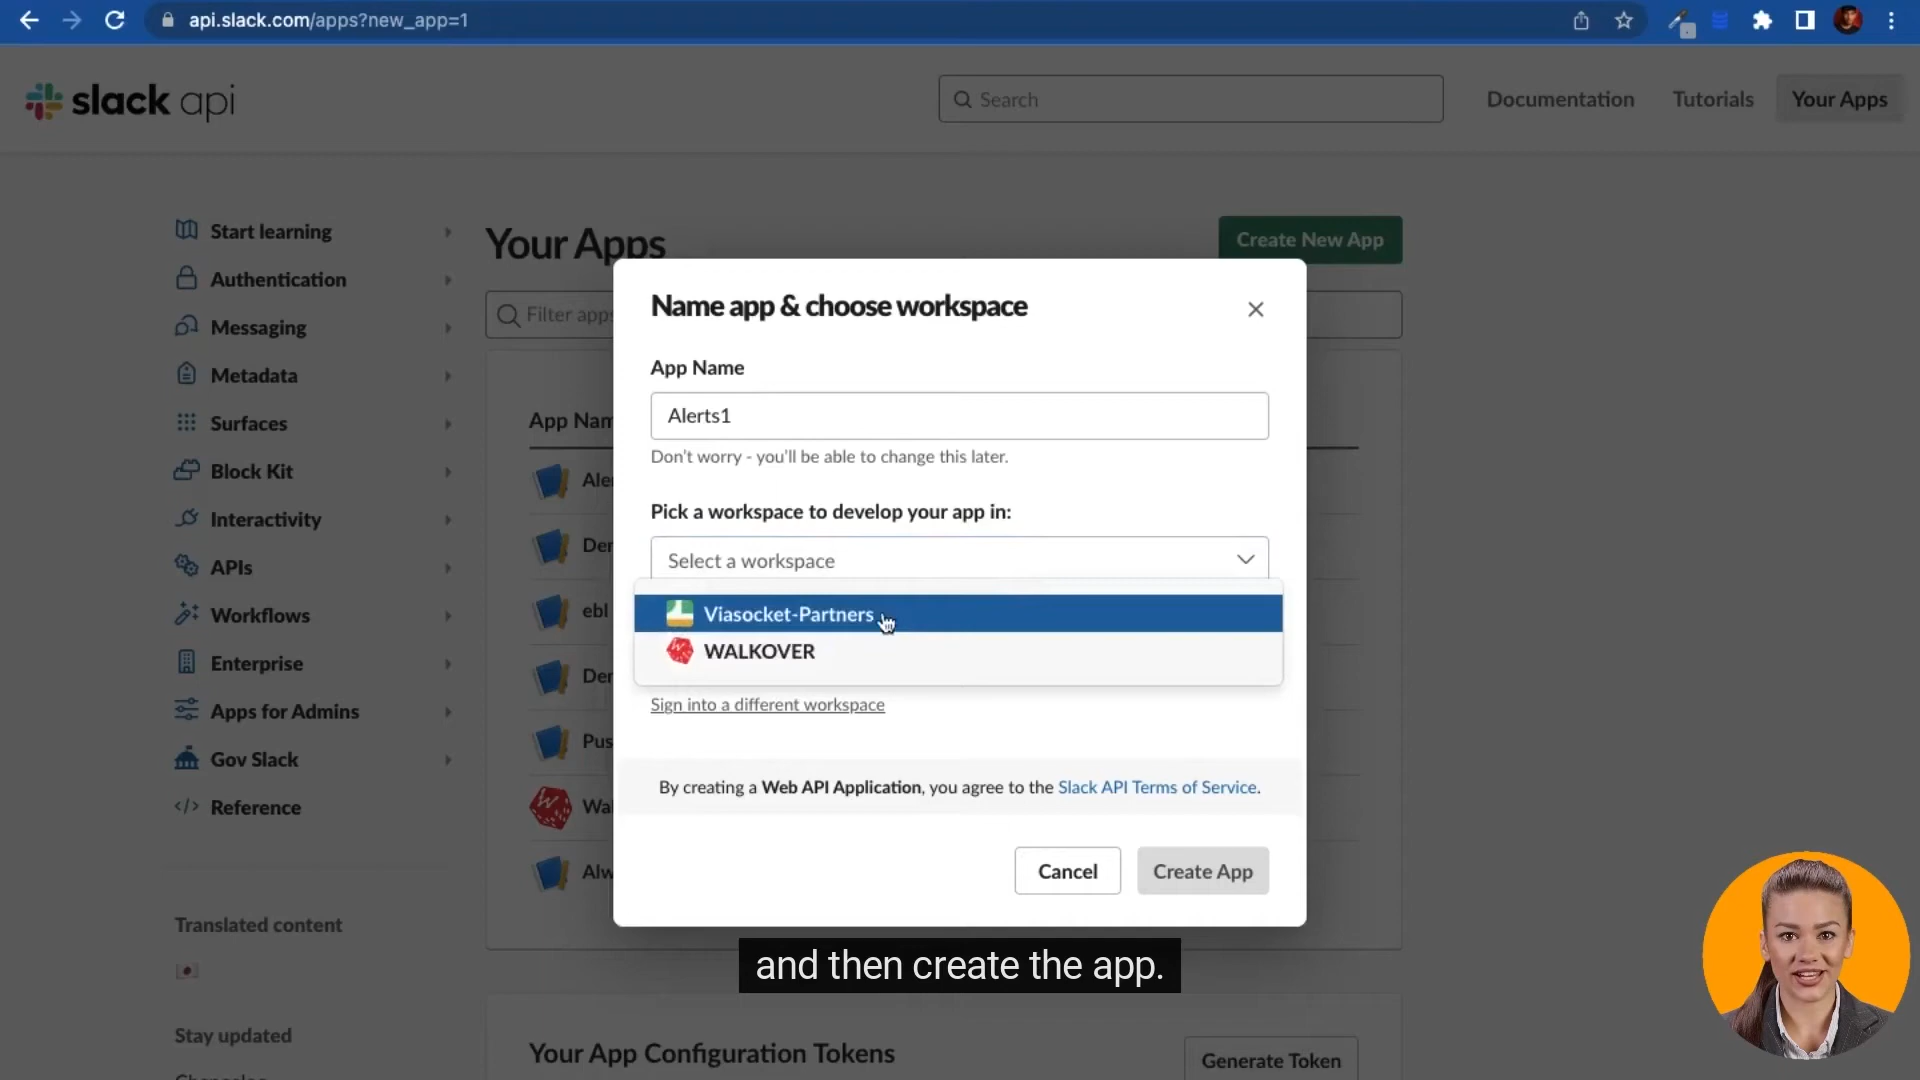 api.slack.com/apps?new_app=1
slack api
Search
Documentation
Tutorials
Your Apps
Start learning
Authentication
Messaging
Metadata
Surfaces
Block Kit
Interactivity
APIs
Workflows
Enterprise
Apps for Admins
Gov Slack
</> Reference
Translated content
Stay updated
Your Apps
Create New App
Filter apps
App Nam
Ale
Der
ebl
Der
Pus
Wa
Alw
Name app & choose workspace
App Name
Alerts1
Don't worry - you'll be able to change this later.
Pick a workspace to develop your app in:
Select a workspace
Viasocket-Partners
WALKOVER
Sign into a different workspace
By creating a Web API Application, you agree to the Slack API Terms of Service.
Cancel
Create App
and then create the app.
Your App Configuration Tokens
Generate Token